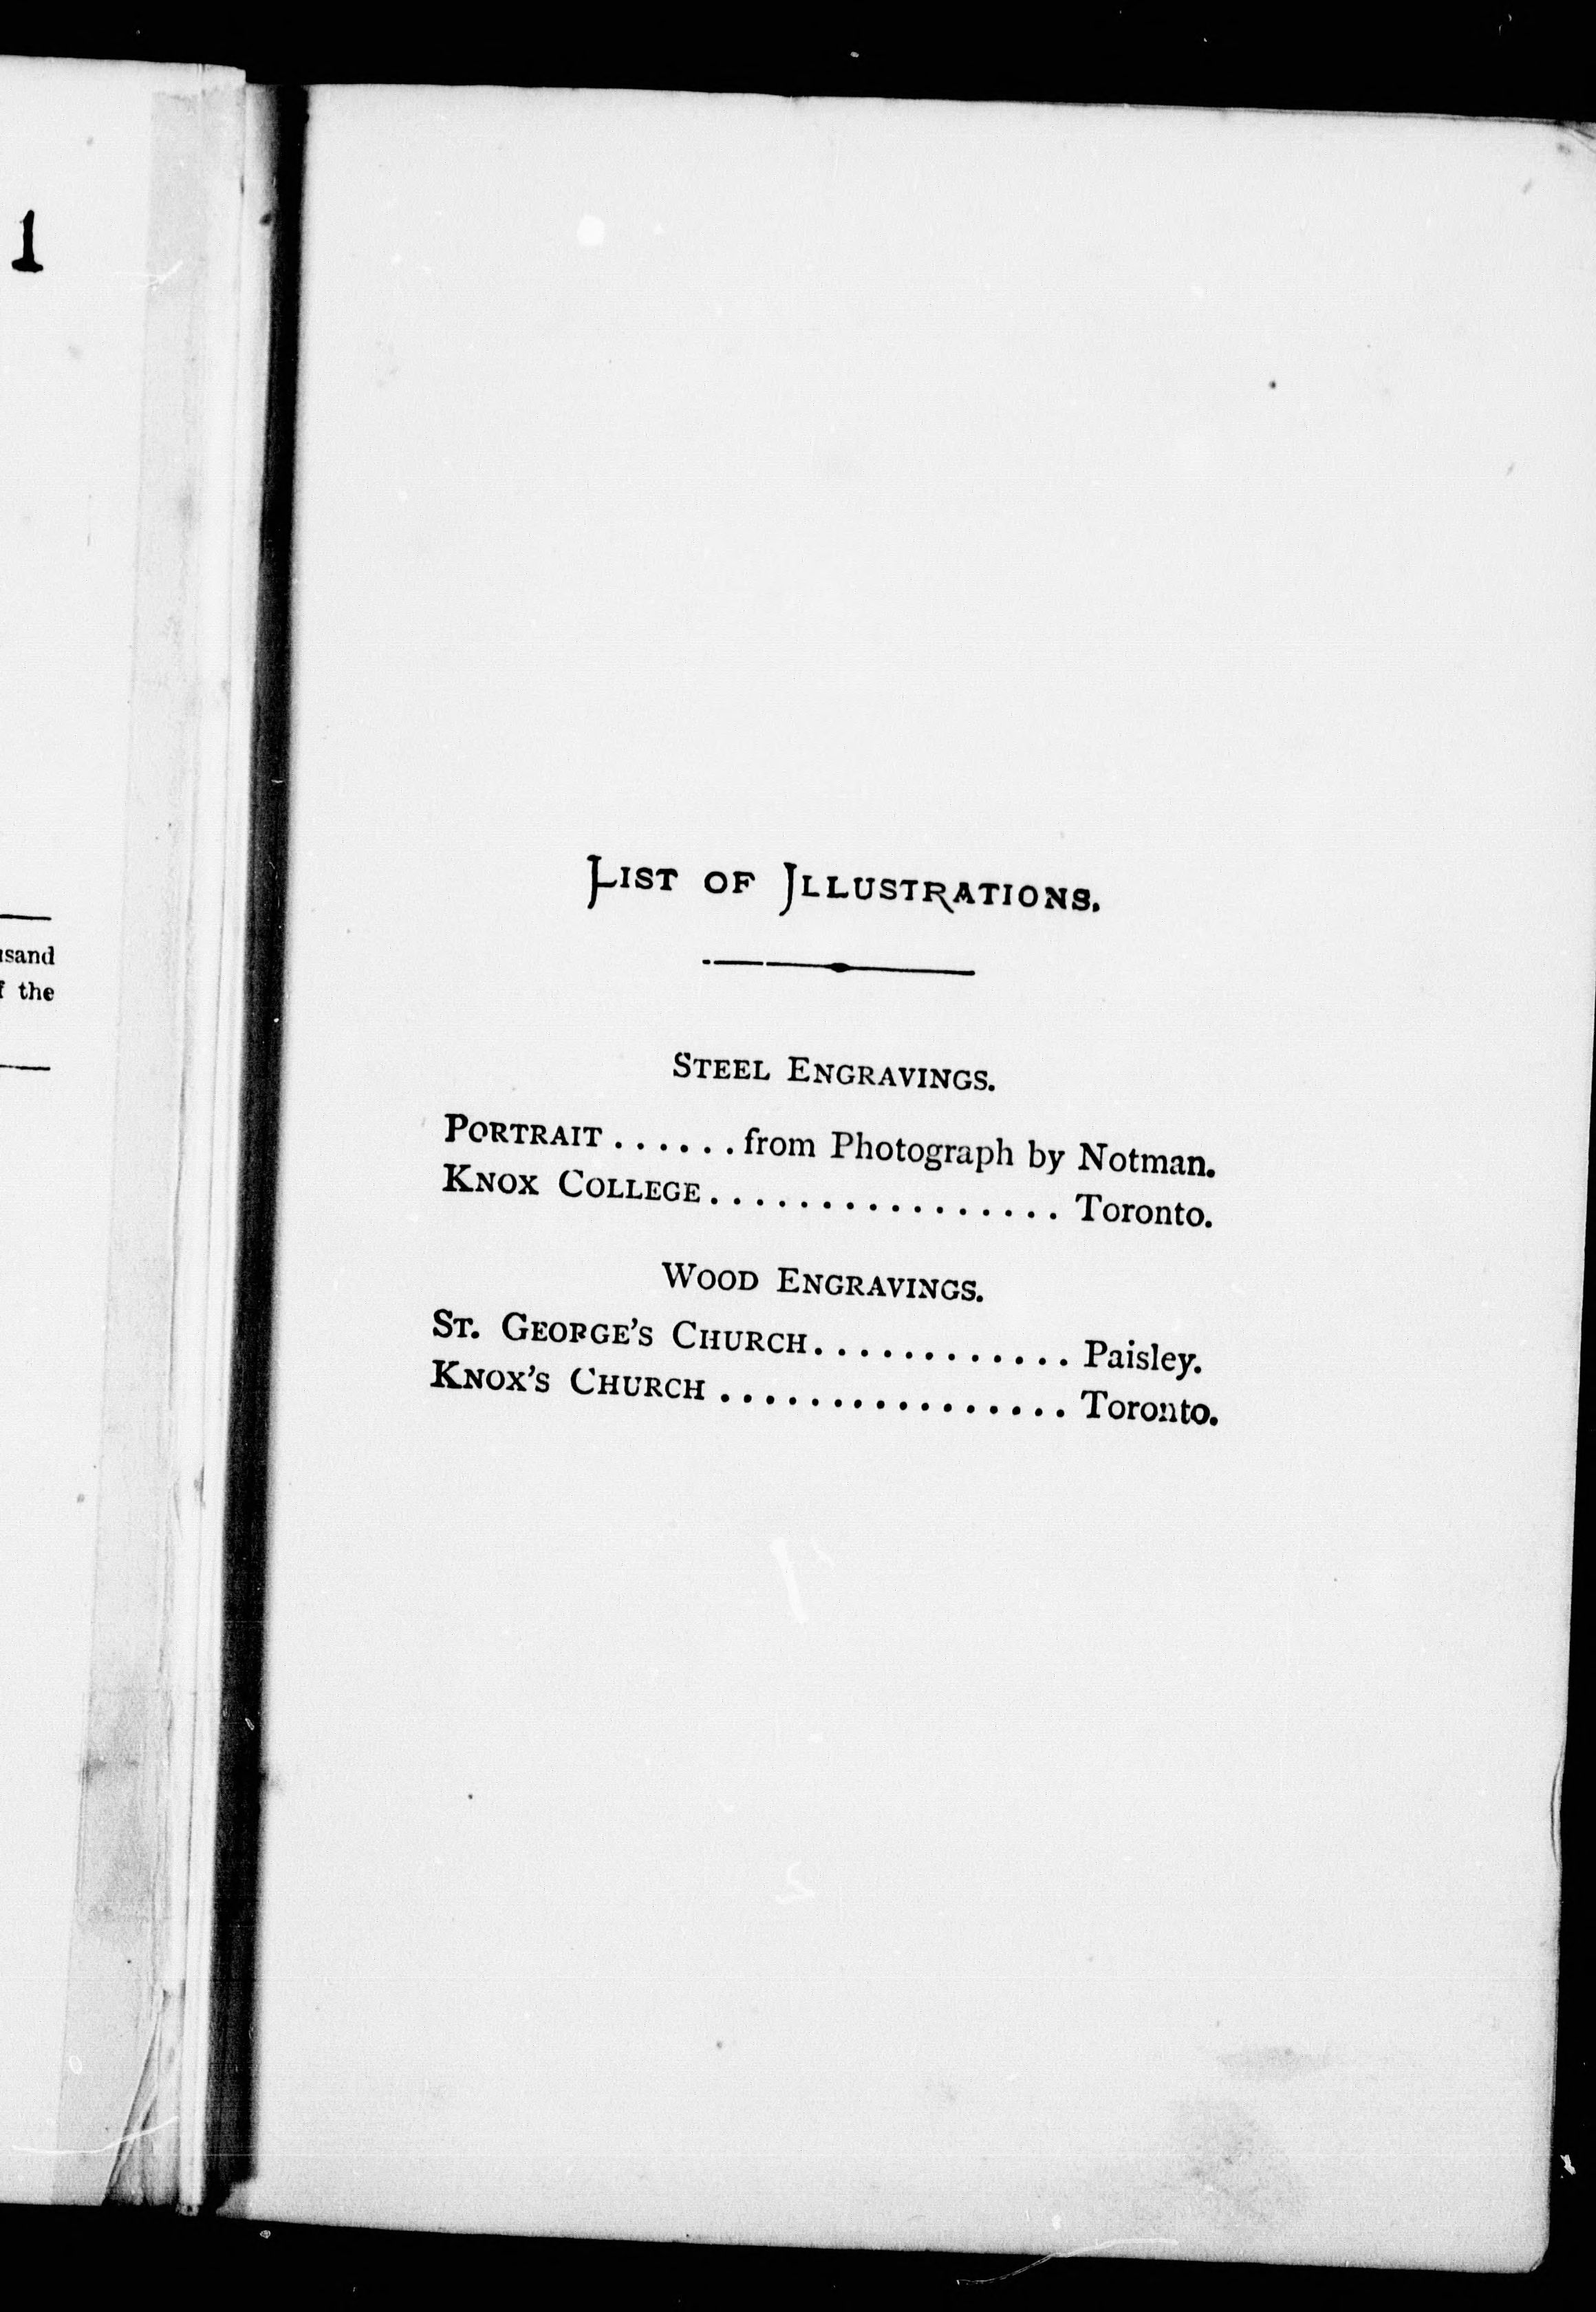 1
the
List of Illustrations.
Steel Engravings.
Portrait ...... from Photograph by Notman.
Knox College ................ Toronto.
Wood Engravings.
St. George's Church ............ Paisley.
Knox's Church ................ Toronto.